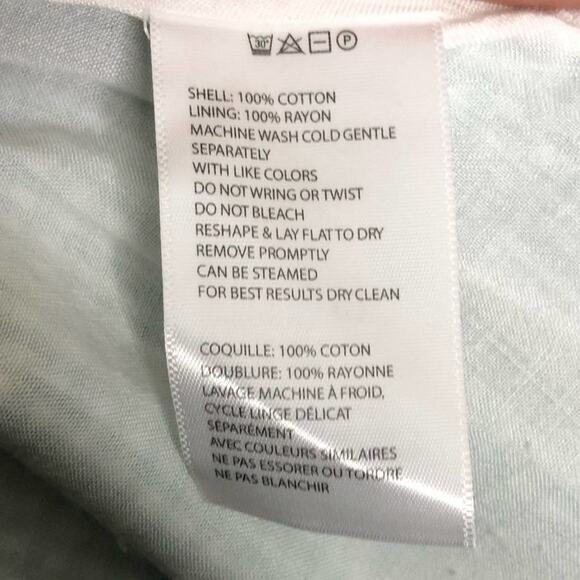 30°
P
SHELL: 100% COTTON
LINING: 100% RAYON
MACHINE WASH COLD GENTLE
SEPARATELY
WITH LIKE COLORS
DO NOT WRING OR TWIST
DO NOT BLEACH
RESHAPE & LAY FLAT TO DRY
REMOVE PROMPTLY
CAN BE STEAMED
FOR BEST RESULTS DRY CLEAN
COQUILLE: 100% COTON
DOUBLURE: 100% RAYONNE
LAVAGE MACHINE À FROID,
CYCLE LINGE DÉLICAT
SÉPARÉMENT
AVEC COULEURS SIMILAIRES
NE PAS ESSORER OU TORDRE
NE PAS BLANCHIR